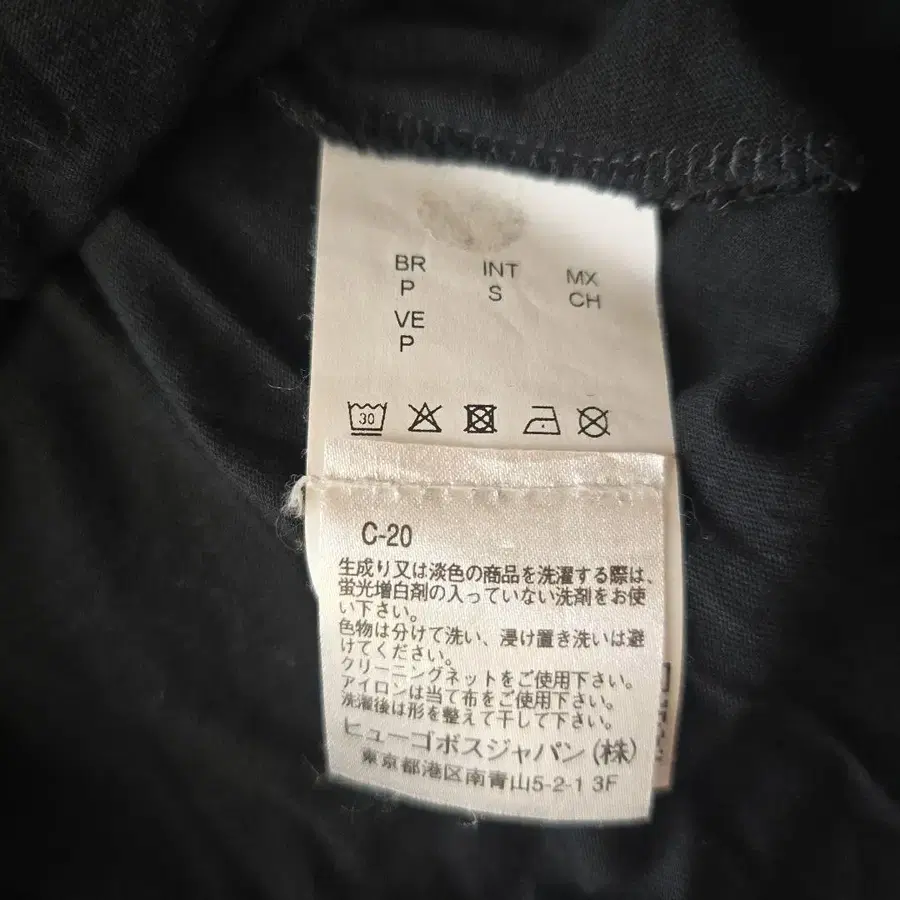 BR INT MX
P S CH
VE
P
30
C-20
生成り又は淡色の商品を洗濯する際は、
蛍光増白剤の入っていない洗剤をお使
い下さい。
色物は分けて洗い、浸け置き洗いは避
けてください。
クリーニングネットをご使用下さい。
アイロンは当て布をご使用下さい。
洗濯後は形を整えて干して下さい。
ヒューゴボスジャパン(株)
東京都港区南青山5-2-1 3F